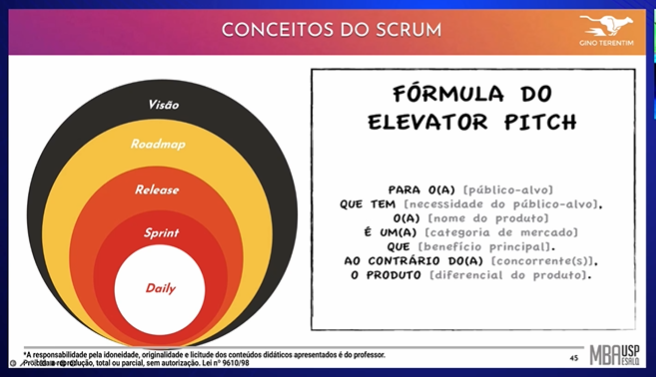 CONCEITOS DO SCRUM
GINO TERENTIM
Visão
Roadmap
Release
Sprint
Daily
FÓRMULA DO
ELEVATOR PITCH
PARA O(A) [público-alvo]
QUE TEM [necessidade do público-alvo],
O(A) [nome do produto]
É UM(A) [categoria de mercado]
QUE [benefício principal].
AO CONTRÁRIO DO(A) [concorrente(s)],
O PRODUTO [diferencial do produto].
*A responsabilidade pela idoneidade, originalidade e licitude dos conteúdos didáticos apresentados é do professor.
Proibida a reprodução, total ou parcial, sem autorização. Lei nº 9610/98
45
MBA USP
ESALQ